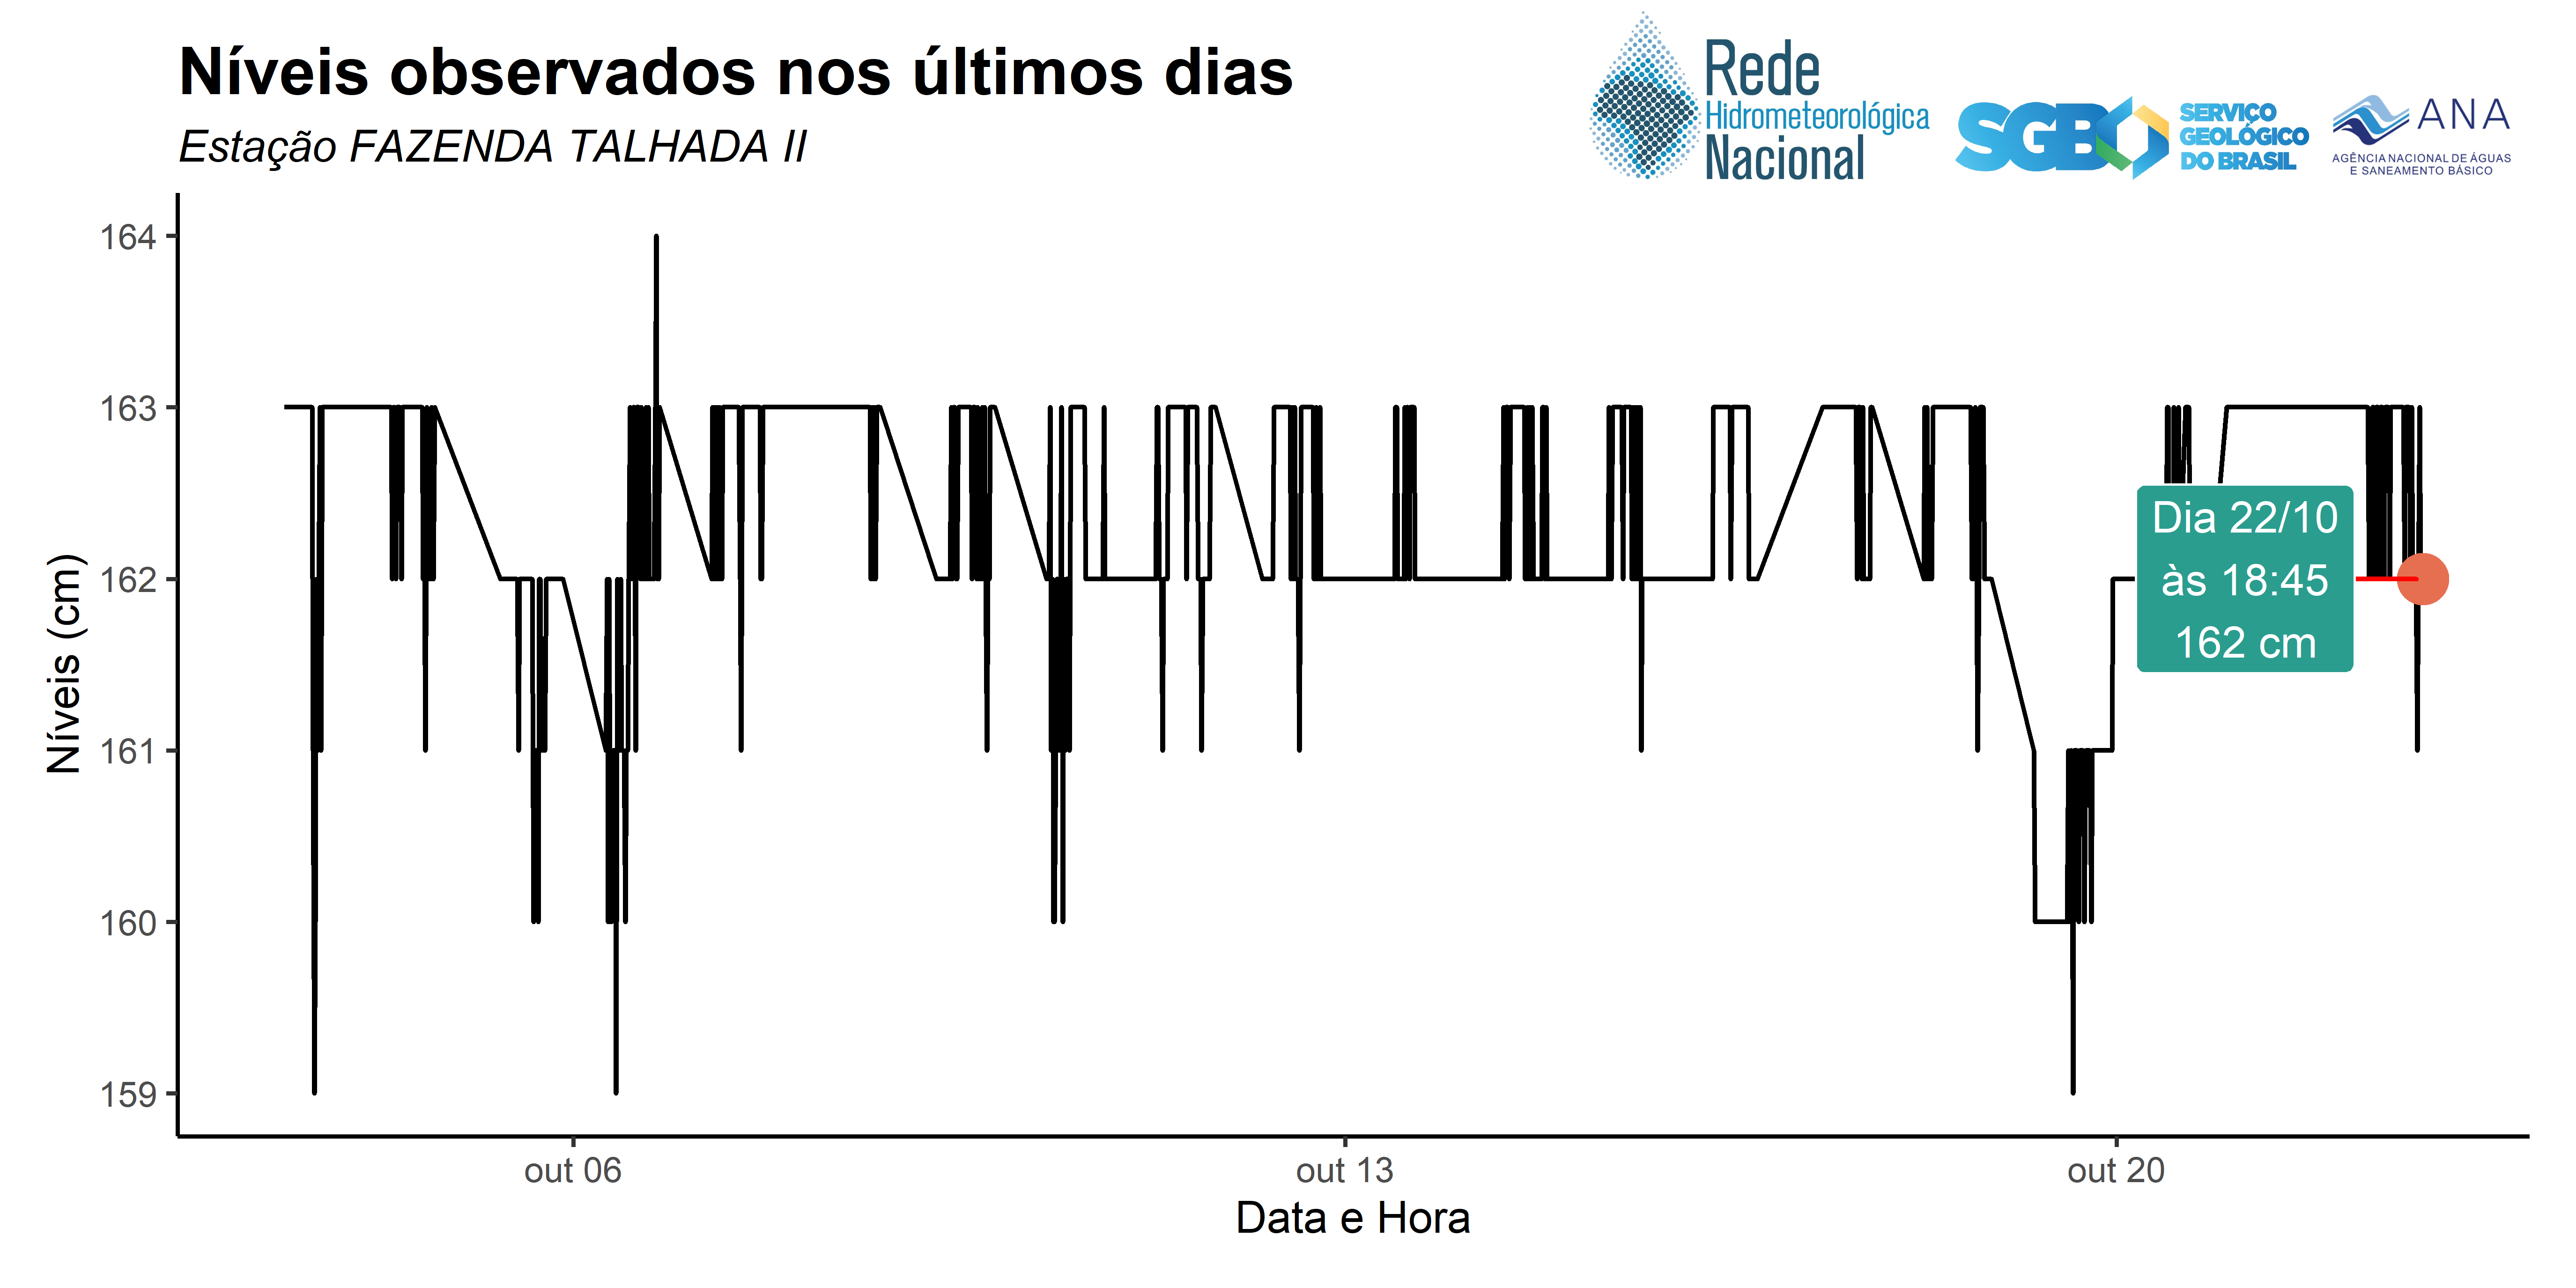 Níveis observados nos últimos dias
Estação FAZENDA TALHADA II
Rede
Hidrometeorológica
Nacional
SGB
SERVIÇO
GEOLÓGICO
DO BRASIL
ANA
AGÊNCIA NACIONAL DE ÁGUAS
E SANEAMENTO BÁSICO
Níveis (cm)
164
163
162
161
160
159
Dia 22/10
às 18:45
162 cm
out 06
out 13
out 20
Data e Hora